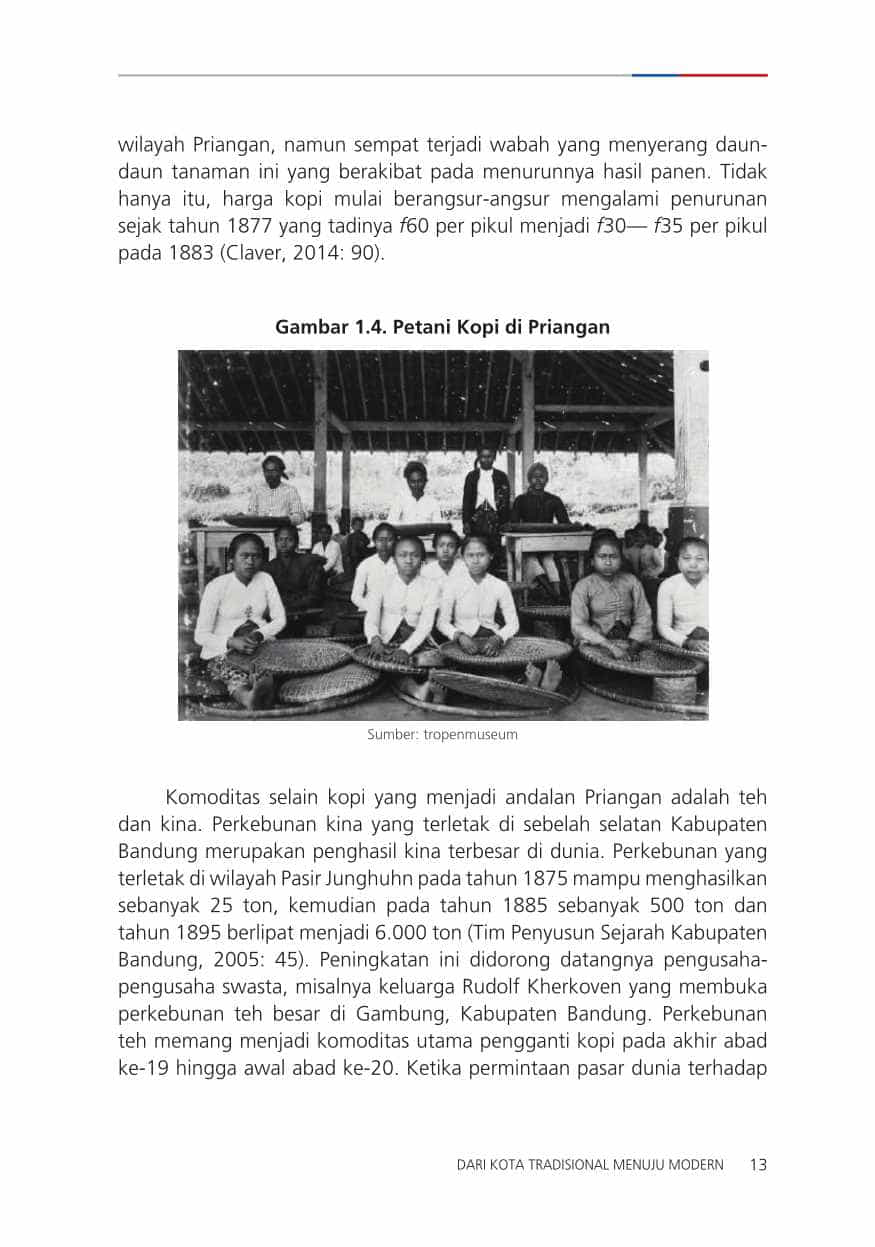 wilayah Priangan, namun sempat terjadi wabah yang menyerang daun-
daun tanaman ini yang berakibat pada menurunnya hasil panen. Tidak
hanya itu, harga kopi mulai berangsur-angsur mengalami penurunan
sejak tahun 1877 yang tadinya f60 per pikul menjadi f30— f35 per pikul
pada 1883 (Claver, 2014: 90).
Gambar 1.4. Petani Kopi di Priangan
Sumber: tropenmuseum
Komoditas selain kopi yang menjadi andalan Priangan adalah teh
dan kina. Perkebunan kina yang terletak di sebelah selatan Kabupaten
Bandung merupakan penghasil kina terbesar di dunia. Perkebunan yang
terletak di wilayah Pasir Junghuhn pada tahun 1875 mampu menghasilkan
sebanyak 25 ton, kemudian pada tahun 1885 sebanyak 500 ton dan
tahun 1895 berlipat menjadi 6.000 ton (Tim Penyusun Sejarah Kabupaten
Bandung, 2005: 45). Peningkatan ini didorong datangnya pengusaha-
pengusaha swasta, misalnya keluarga Rudolf Kherkoven yang membuka
perkebunan teh besar di Gambung, Kabupaten Bandung. Perkebunan
teh memang menjadi komoditas utama pengganti kopi pada akhir abad
ke-19 hingga awal abad ke-20. Ketika permintaan pasar dunia terhadap
DARI KOTA TRADISIONAL MENUJU MODERN 13